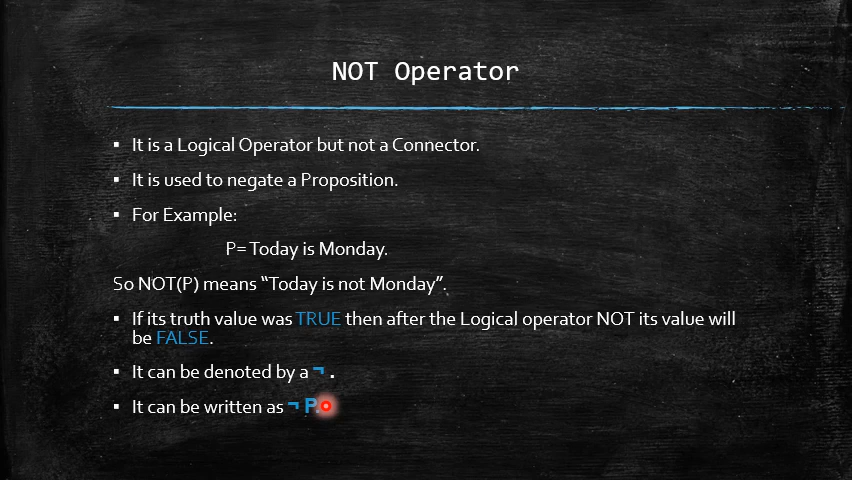 NOT Operator
▪ It is a Logical Operator but not a Connector.
▪ It is used to negate a Proposition.
▪ For Example:
P= Today is Monday.
So NOT(P) means “Today is not Monday”.
▪ If its truth value was TRUE then after the Logical operator NOT its value will
be FALSE.
▪ It can be denoted by a ¬ .
▪ It can be written as ¬ P.